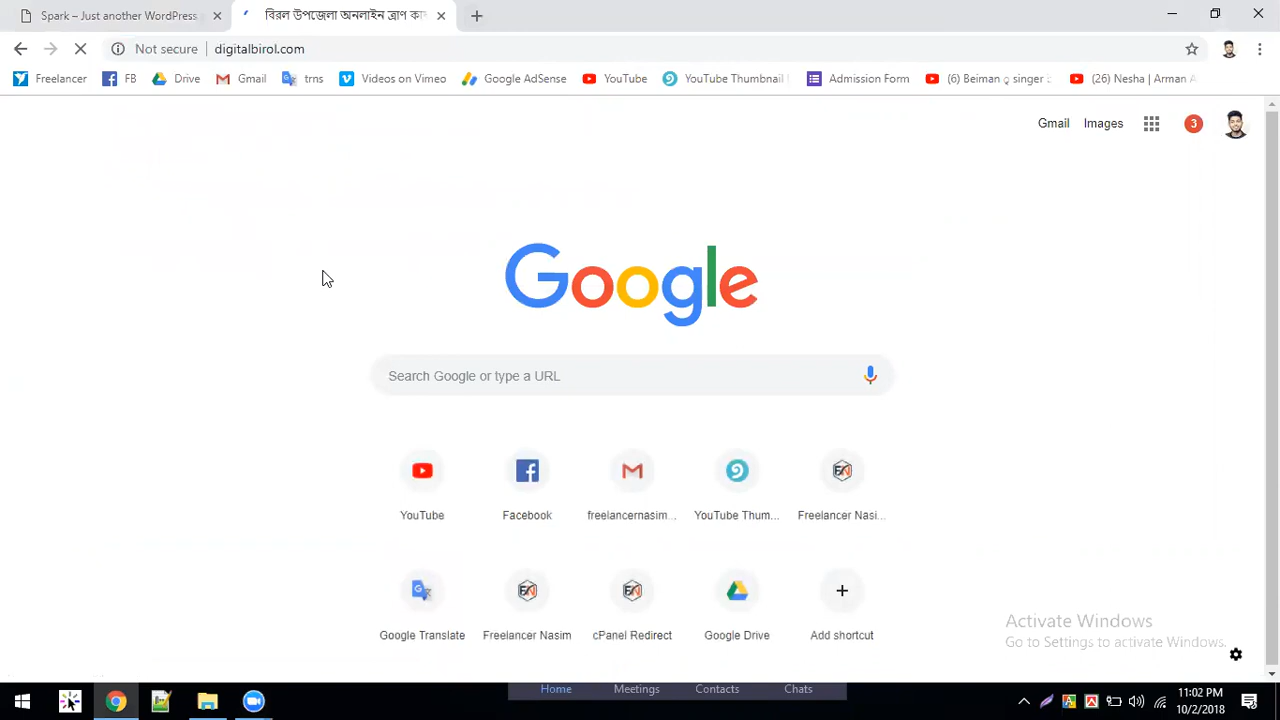 Spark – Just another WordPress
বিরল উপজেলা অনলাইন ত্রাণ কা
Not secure
digitalbirol.com
Freelancer
FB
Drive
Gmail
trns
Videos on Vimeo
Google AdSense
YouTube
YouTube Thumbnail
Admission Form
(6) Beiman q singer
(26) Nesha | Arman
Gmail
Images
3
Google
Search Google or type a URL
YouTube
Facebook
freelancernasim...
YouTube Thum...
Freelancer Nasi...
Google Translate
Freelancer Nasim
cPanel Redirect
Google Drive
Add shortcut
Activate Windows
Go to Settings to activate Windows.
Home
Meetings
Contacts
Chats
11:02 PM
10/2/2018